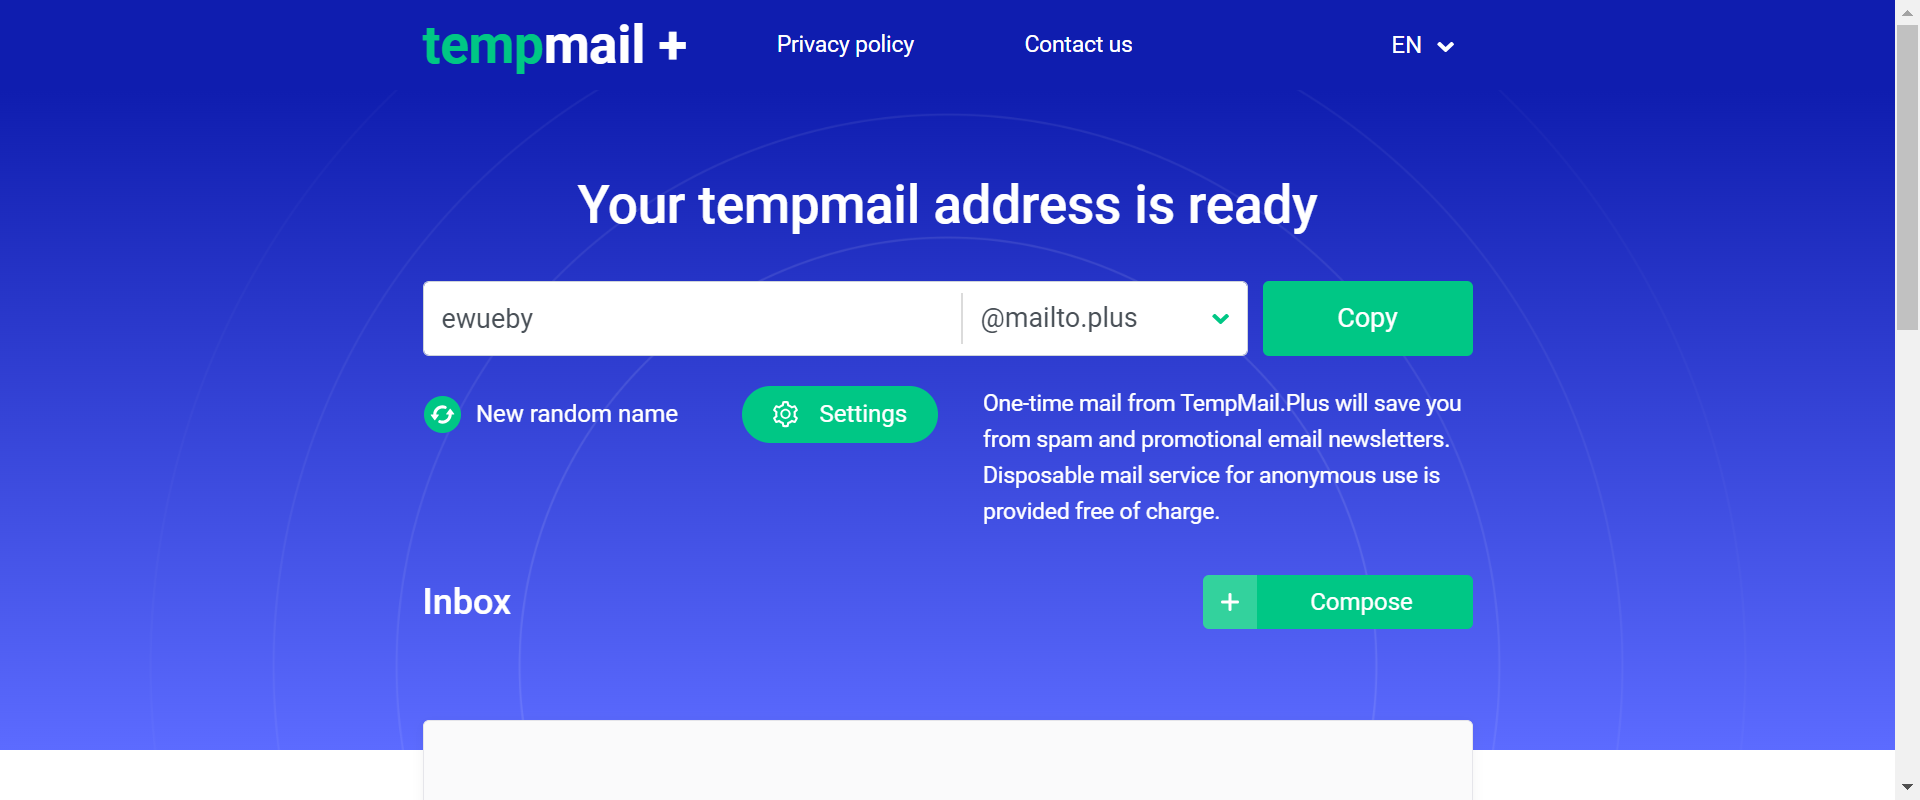 tempmail +
Privacy policy
Contact us
EN
Your tempmail address is ready
ewueby
@mailto.plus
Copy
New random name
Settings
One-time mail from TempMail.Plus will save you
from spam and promotional email newsletters.
Disposable mail service for anonymous use is
provided free of charge.
Inbox
+ Compose